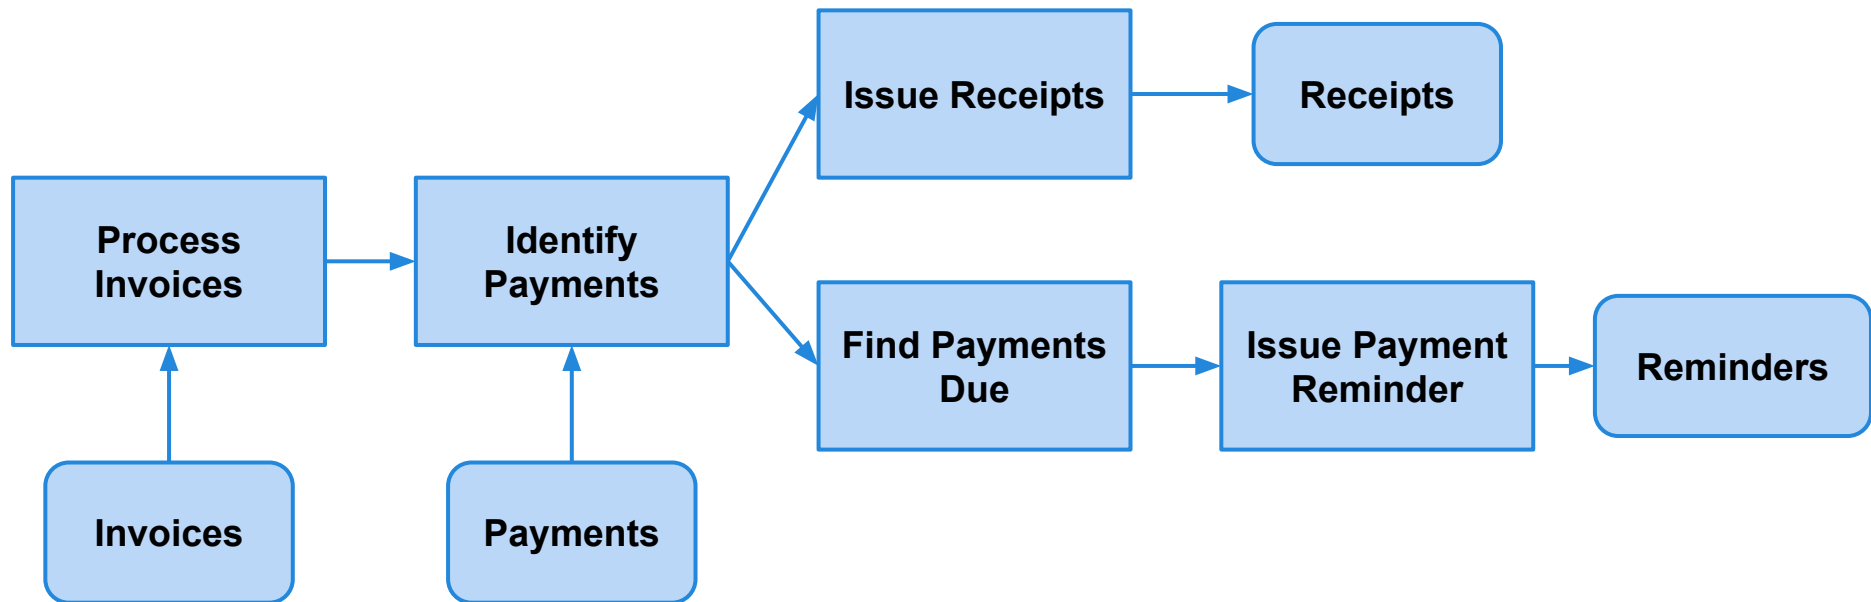 Issue Receipts
Receipts
Process
Invoices
Identify
Payments
Find Payments
Due
Issue Payment
Reminder
Reminders
Invoices
Payments